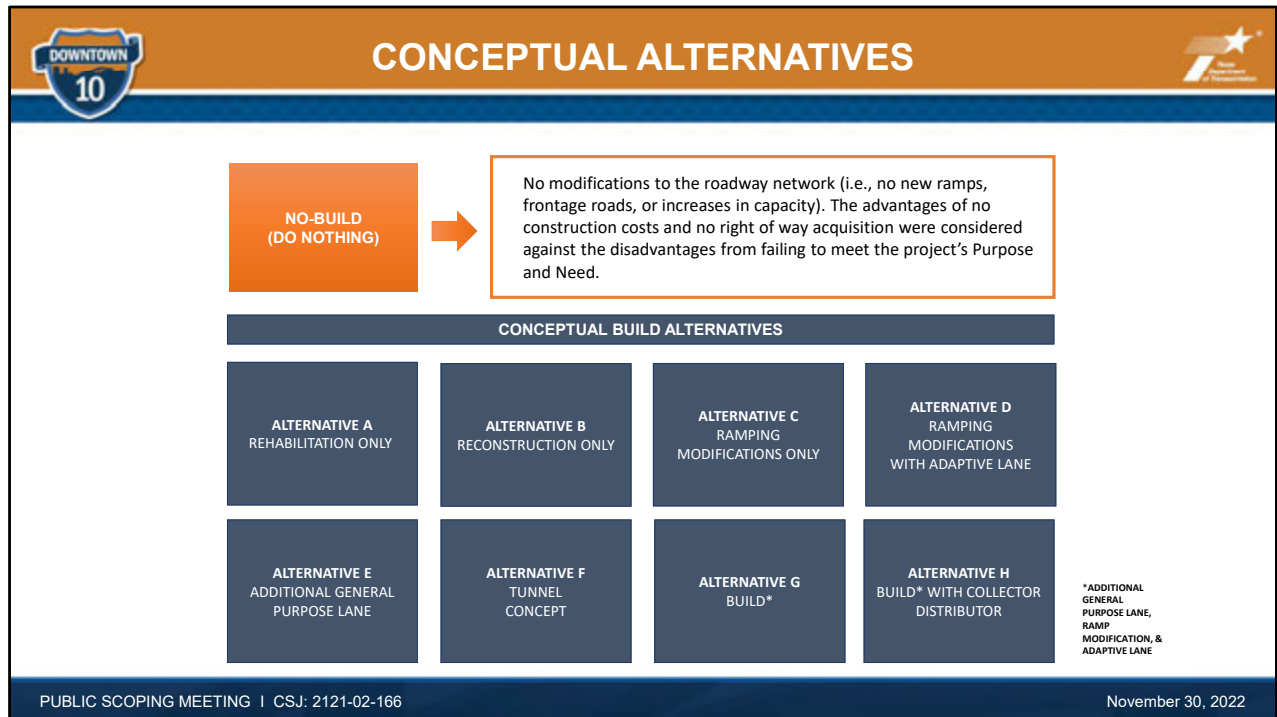 DOWNTOWN
10
CONCEPTUAL ALTERNATIVES
Texas
Department
of Transportation
NO-BUILD
(DO NOTHING)
No modifications to the roadway network (i.e., no new ramps,
frontage roads, or increases in capacity). The advantages of no
construction costs and no right of way acquisition were considered
against the disadvantages from failing to meet the project’s Purpose
and Need.
CONCEPTUAL BUILD ALTERNATIVES
ALTERNATIVE A
REHABILITATION ONLY
ALTERNATIVE B
RECONSTRUCTION ONLY
ALTERNATIVE C
RAMPING
MODIFICATIONS ONLY
ALTERNATIVE D
RAMPING
MODIFICATIONS
WITH ADAPTIVE LANE
ALTERNATIVE E
ADDITIONAL GENERAL
PURPOSE LANE
ALTERNATIVE F
TUNNEL
CONCEPT
ALTERNATIVE G
BUILD*
ALTERNATIVE H
BUILD* WITH COLLECTOR
DISTRIBUTOR
*ADDITIONAL
GENERAL
PURPOSE LANE,
RAMP
MODIFICATION, &
ADAPTIVE LANE
PUBLIC SCOPING MEETING I CSJ: 2121-02-166
November 30, 2022